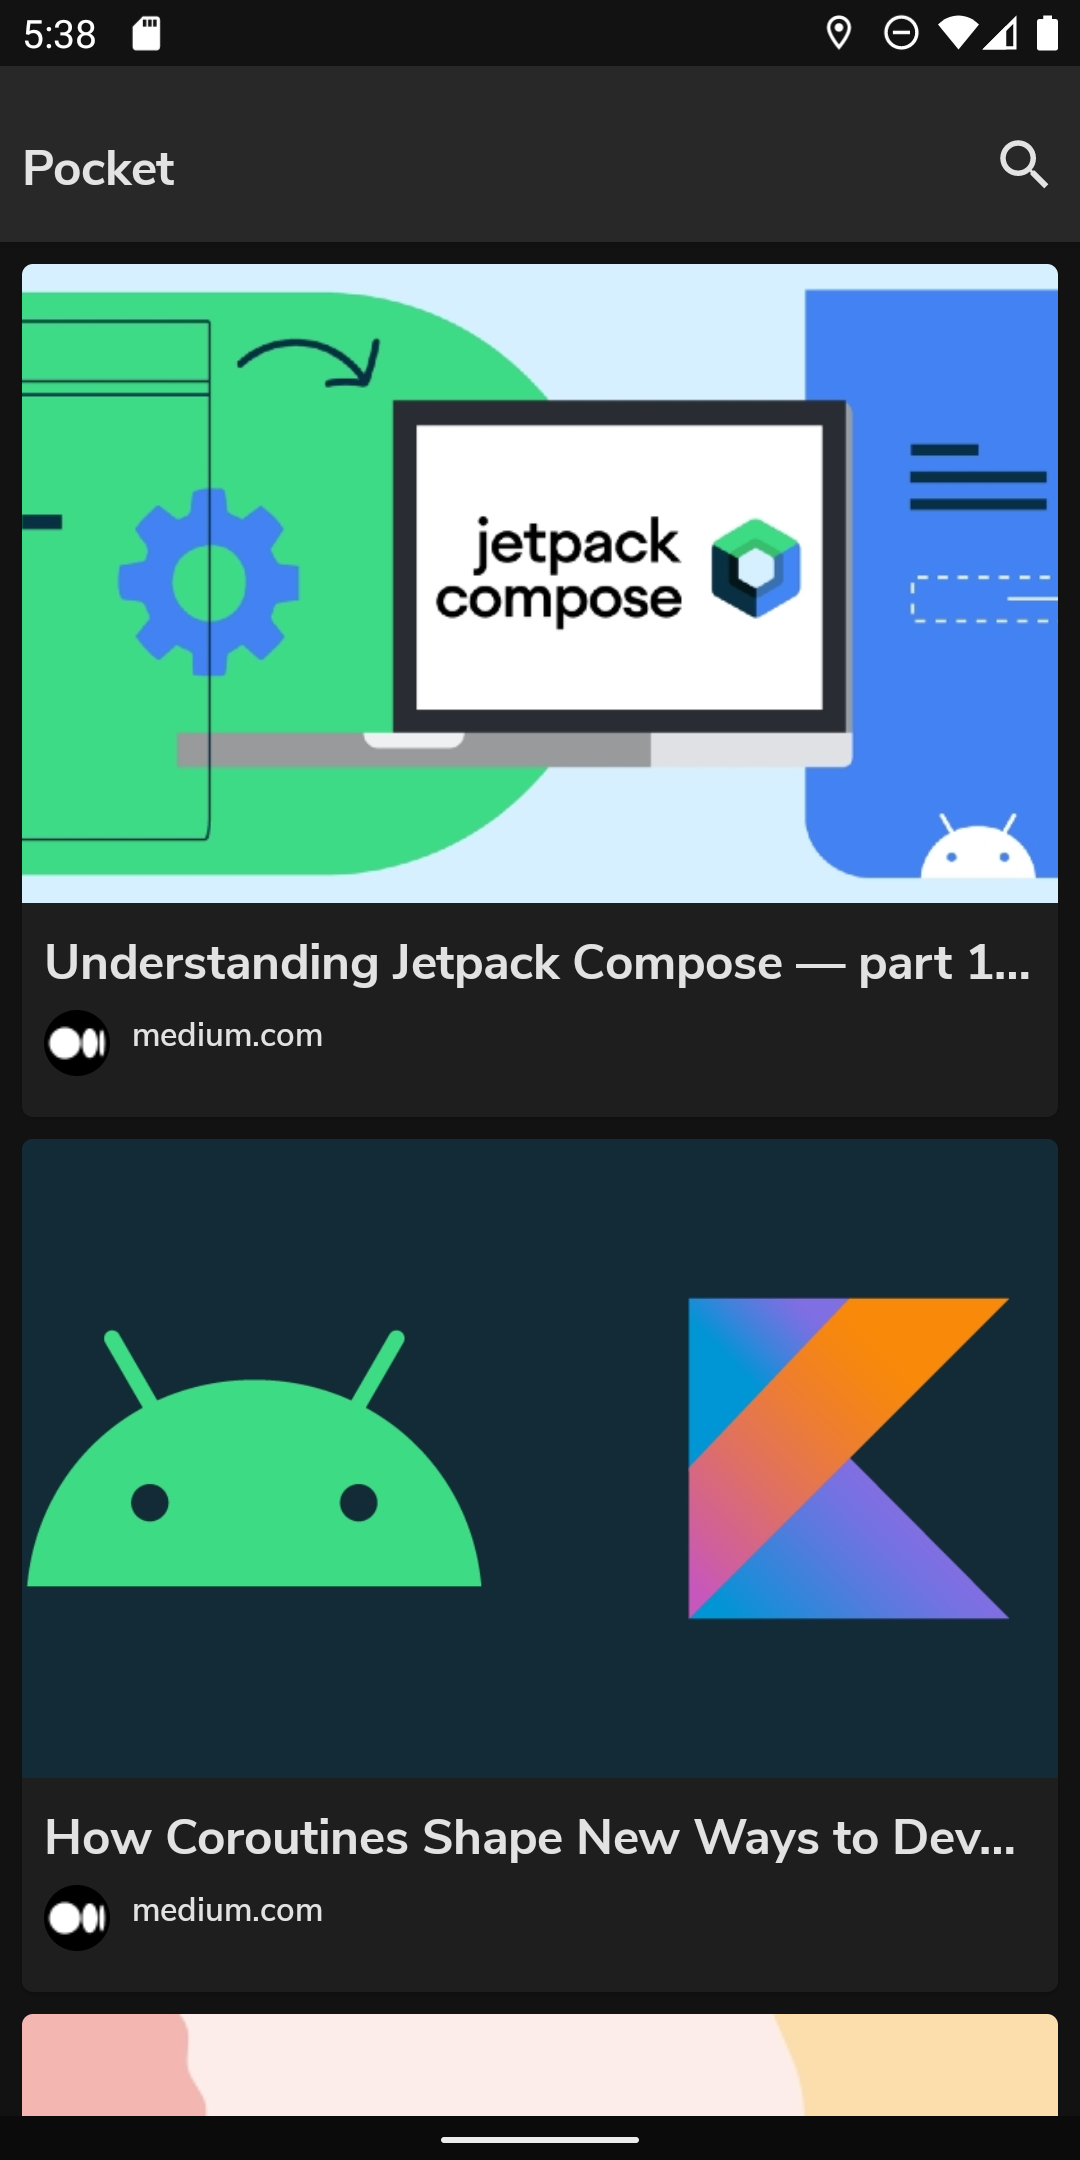 5:38
Pocket
jetpack
compose
Understanding Jetpack Compose — part 1...
medium.com
How Coroutines Shape New Ways to Dev...
medium.com